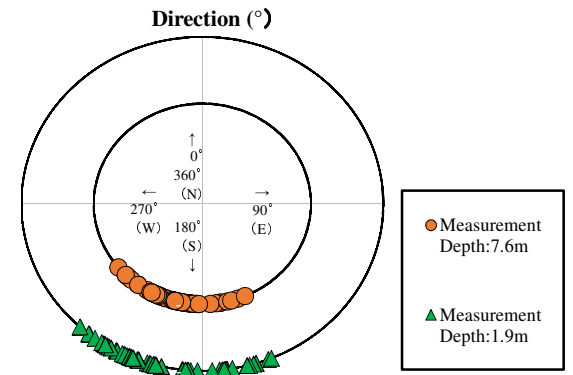 Direction (°)
↑
0°
360°
(N)
←
→
270°
(W)
180°
(S)
90°
(E)
↓
Measurement
Depth:7.6m
Measurement
Depth:1.9m